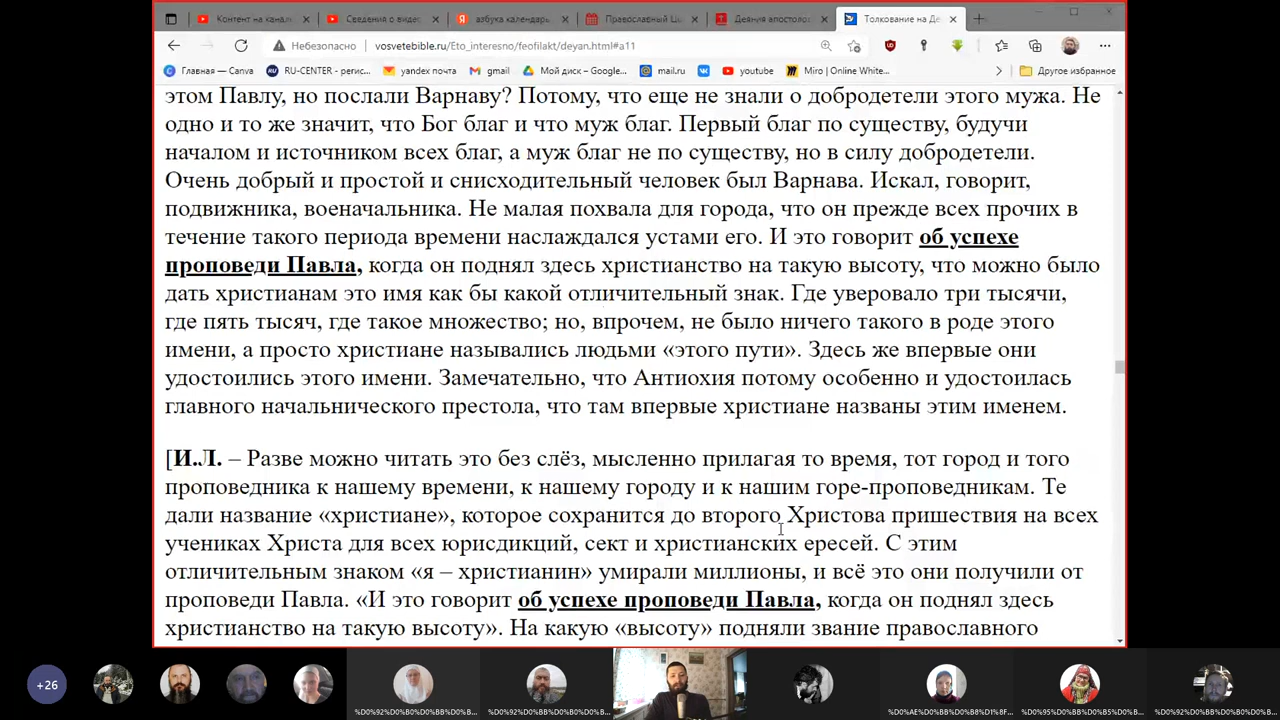 Контент на канал
Сведения о видео
азбука календарь
Православный Це
Деяния апостоло
Толкование на Де
Небезопасно
vosvetebible.ru/Eto_interesno/feofilakt/deyan.html#a11
Главная — Canva
RU-CENTER - регис...
yandex почта
gmail
Мой диск – Google...
mail.ru
youtube
Miro | Online White...
Другое избранное
этом Павлу, но послали Варнаву? Потому, что еще не знали о добродетели этого мужа. Не
одно и то же значит, что Бог благ и что муж благ. Первый благ по существу, будучи
началом и источником всех благ, а муж благ не по существу, но в силу добродетели.
Очень добрый и простой и снисходительный человек был Варнава. Искал, говорит,
подвижника, военачальника. Не малая похвала для города, что он прежде всех прочих в
течение такого периода времени наслаждался устами его. И это говорит об успехе
проповеди Павла, когда он поднял здесь христианство на такую высоту, что можно было
дать христианам это имя как бы какой отличительный знак. Где уверовало три тысячи,
где пять тысяч, где такое множество; но, впрочем, не было ничего такого в роде этого
имени, а просто христиане назывались людьми «этого пути». Здесь же впервые они
удостоились этого имени. Замечательно, что Антиохия потому особенно и удостоилась
главного начальнического престола, что там впервые христиане названы этим именем.
[И.Л. – Разве можно читать это без слёз, мысленно прилагая то время, тот город и того
проповедника к нашему времени, к нашему городу и к нашим горе-проповедникам. Те
дали название «христиане», которое сохранится до второго Христова пришествия на всех
учениках Христа для всех юрисдикций, сект и христианских ересей. С этим
отличительным знаком «я – христианин» умирали миллионы, и всё это они получили от
проповеди Павла. «И это говорит об успехе проповеди Павла, когда он поднял здесь
христианство на такую высоту». На какую «высоту» подняли звание православного
+26